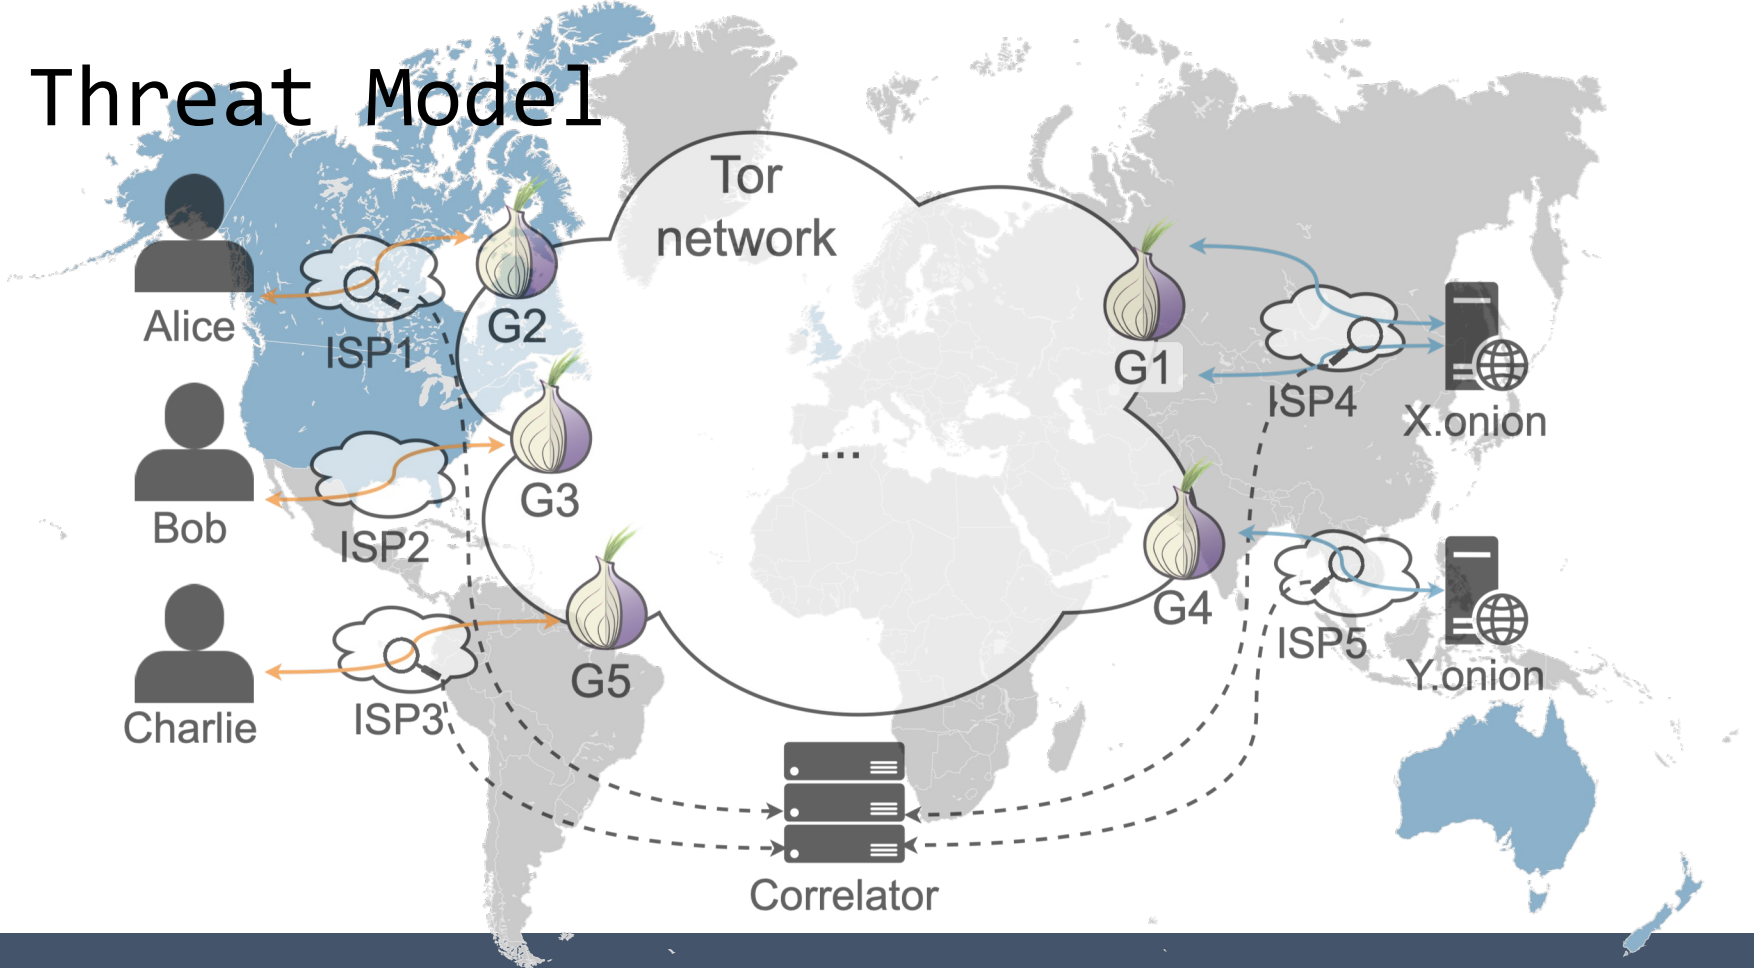 Threat Model
Tor
network
Alice
ISP1
G2
G1
ISP4
X.onion
Bob
ISP2
G3
...
G4
ISP5
Y.onion
Charlie
ISP3
G5
Correlator